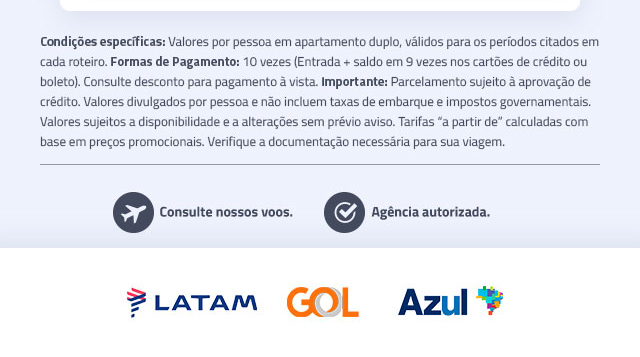 Condições específicas: Valores por pessoa em apartamento duplo, válidos para os períodos citados em
cada roteiro. Formas de Pagamento: 10 vezes (Entrada + saldo em 9 vezes nos cartões de crédito ou
boleto). Consulte desconto para pagamento à vista. Importante: Parcelamento sujeito à aprovação de
crédito. Valores divulgados por pessoa e não incluem taxas de embarque e impostos governamentais.
Valores sujeitos a disponibilidade e a alterações sem prévio aviso. Tarifas “a partir de” calculadas com
base em preços promocionais. Verifique a documentação necessária para sua viagem.
Consulte nossos voos. Agência autorizada.
LATAM GOL Azul